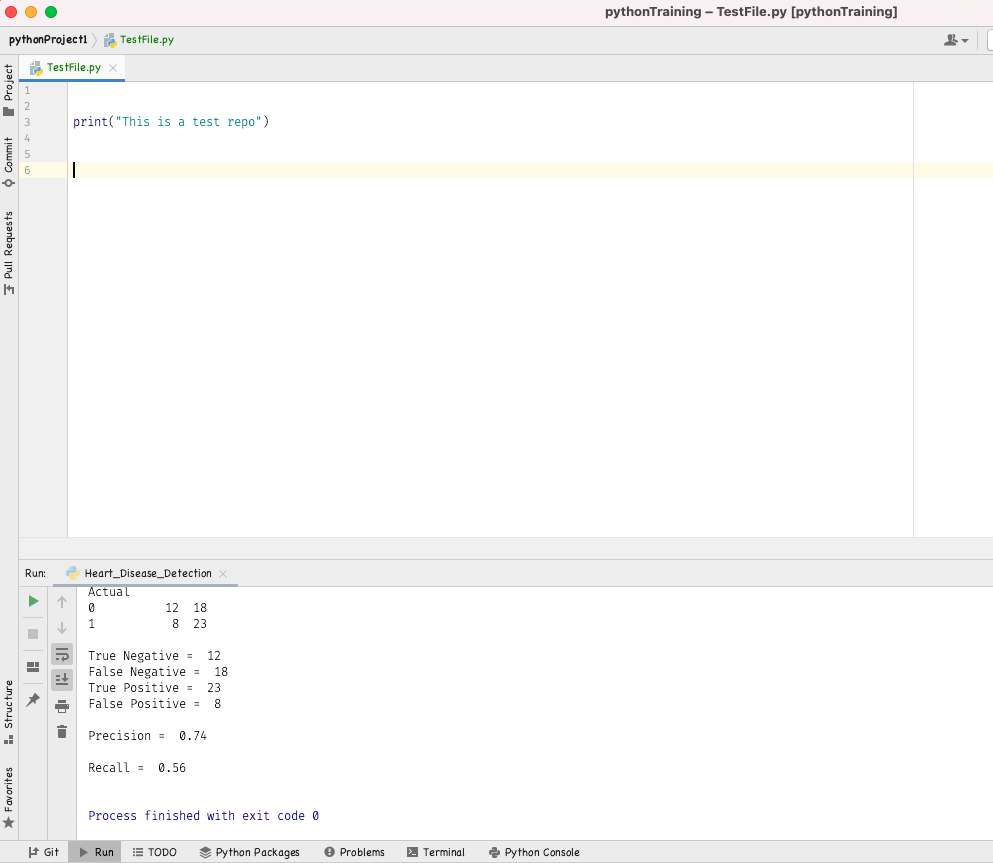 pythonTraining – TestFile.py [pythonTraining]
pythonProject1 TestFile.py
TestFile.py
Project
Commit
Pull Requests
Structure
Favorites
1
2
3 print("This is a test repo")
4
5
6
Run: Heart_Disease_Detection
Actual
0 12 18
1 8 23
True Negative = 12
False Negative = 18
True Positive = 23
False Positive = 8
Precision = 0.74
Recall = 0.56
Process finished with exit code 0
Git Run TODO Python Packages Problems Terminal Python Console